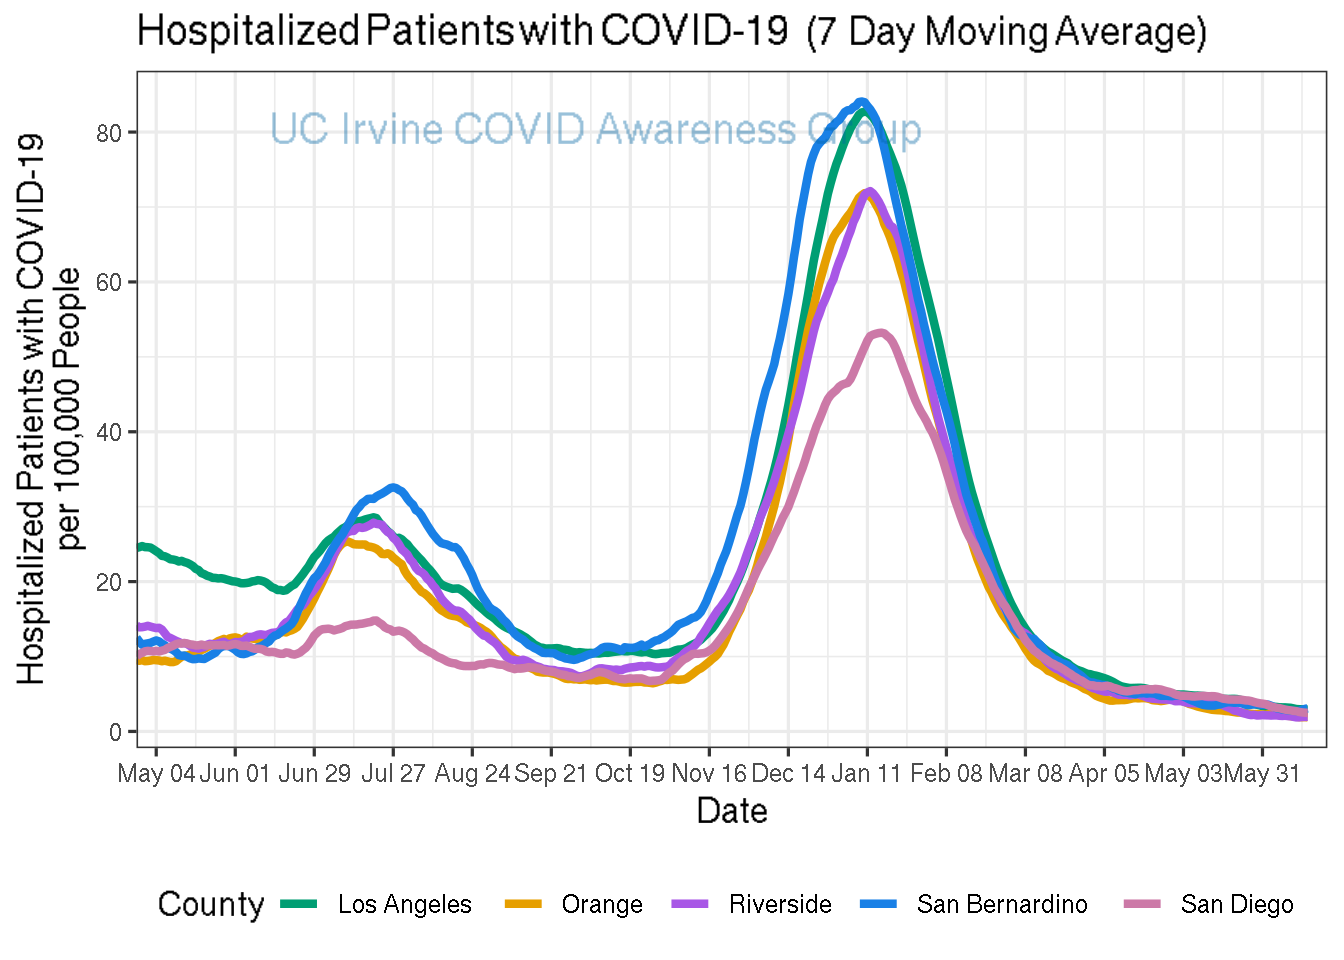 Hospitalized Patients with COVID-19 (7 Day Moving Average)
UC Irvine COVID Awareness Group
Hospitalized Patients with COVID-19
per 100,000 People
80
60
40
20
0
May 04 Jun 01 Jun 29 Jul 27 Aug 24 Sep 21 Oct 19 Nov 16 Dec 14 Jan 11 Feb 08 Mar 08 Apr 05 May 03 May 31
Date
County Los Angeles Orange Riverside San Bernardino San Diego